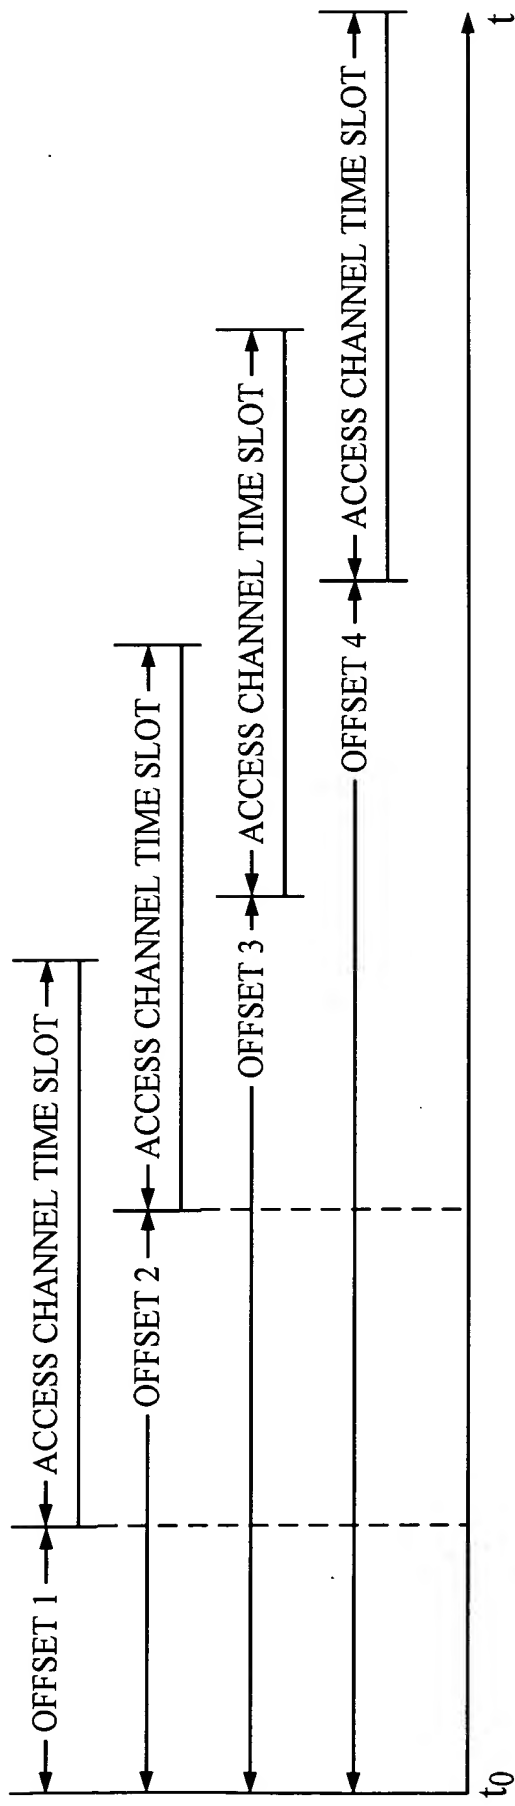 OFFSET 1
ACCESS CHANNEL TIME SLOT
OFFSET 2
ACCESS CHANNEL TIME SLOT
OFFSET 3
ACCESS CHANNEL TIME SLOT
OFFSET 4
ACCESS CHANNEL TIME SLOT
t0
t